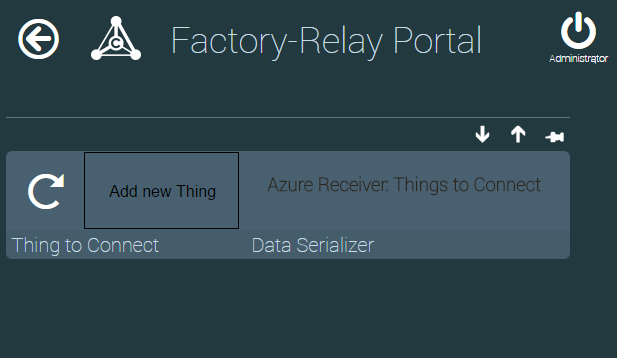 Factory-Relay Portal
Administrator
Add new Thing
Azure Receiver: Things to Connect
Thing to Connect
Data Serializer